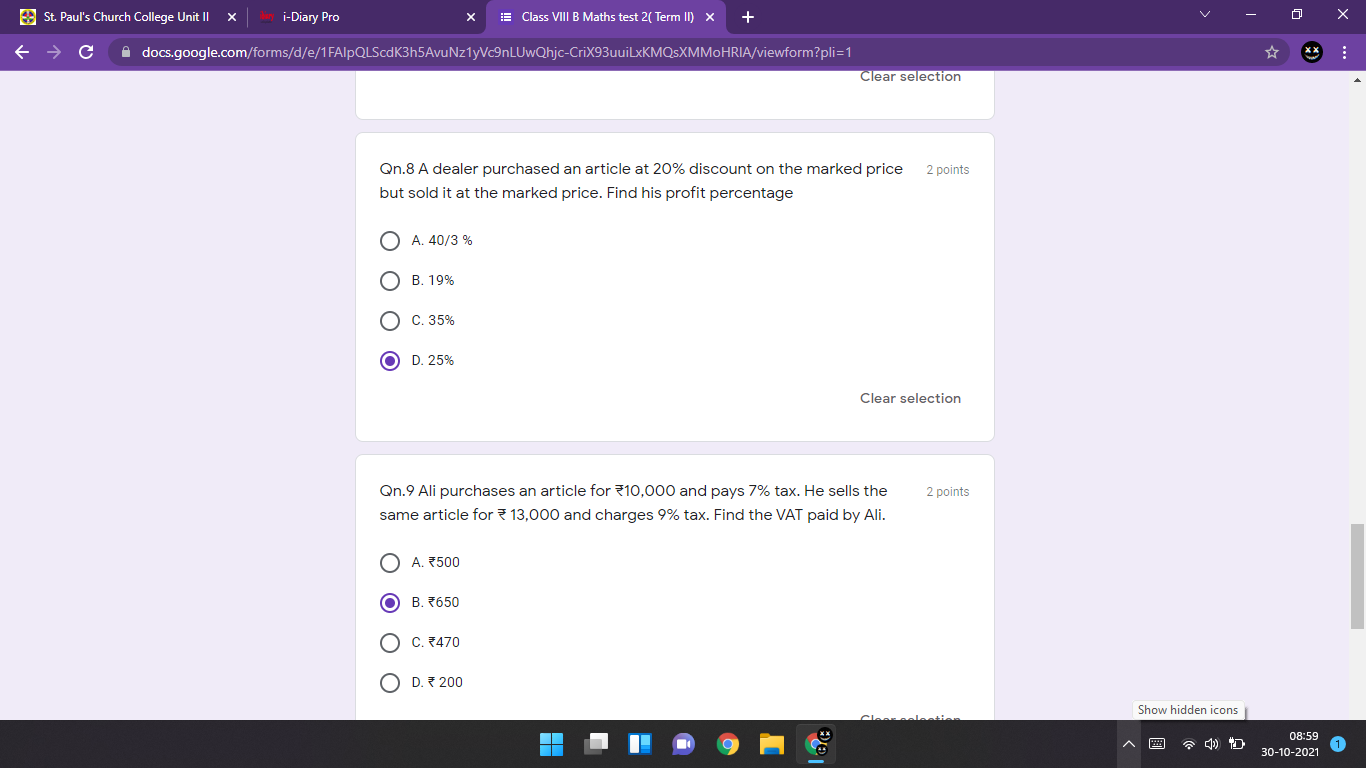 St. Paul's Church College Unit II
i-Diary Pro
Class VIII B Maths test 2( Term II)
docs.google.com/forms/d/e/1FAIpQLScdK3h5AvuNz1yVc9nLUwQhjc-CriX93uuiLxKMQsXMMoHRIA/viewform?pli=1
Clear selection
Qn.8 A dealer purchased an article at 20% discount on the marked price
2 points
but sold it at the marked price. Find his profit percentage
A. 40/3 %
B. 19%
C. 35%
D. 25%
Clear selection
Qn.9 Ali purchases an article for ₹10,000 and pays 7% tax. He sells the
2 points
same article for ₹ 13,000 and charges 9% tax. Find the VAT paid by Ali.
A. ₹500
B. ₹650
C. ₹470
D. ₹ 200
Clear selection
Show hidden icons
08:59
30-10-2021
1